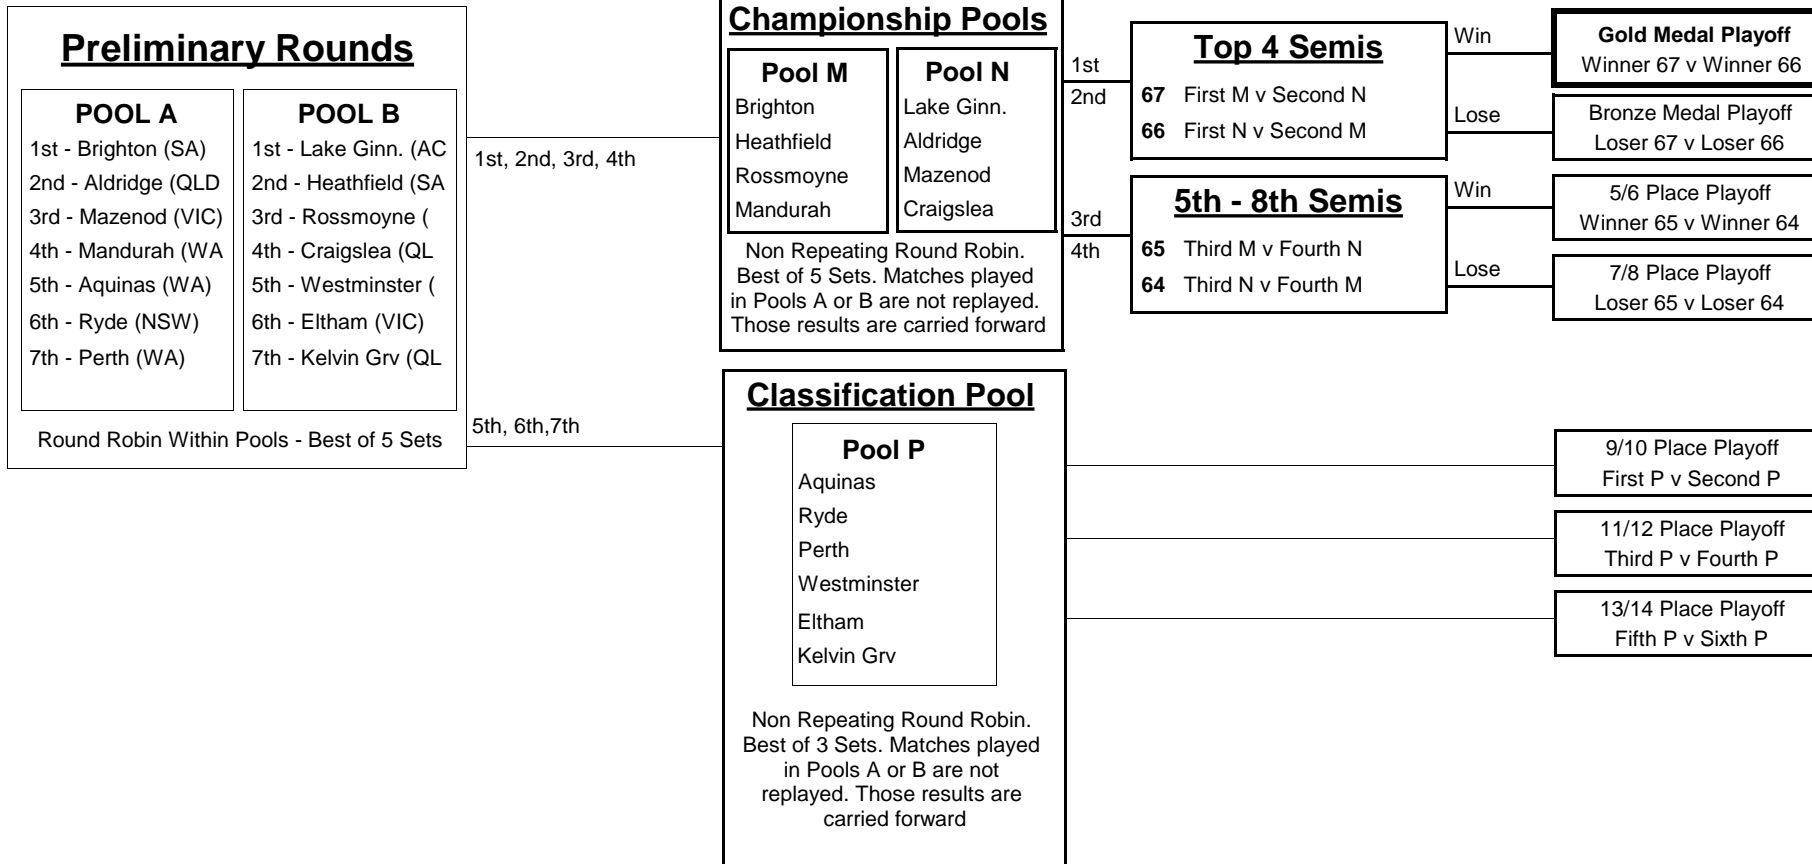 Preliminary Rounds
POOL A
1st - Brighton (SA)
2nd - Aldridge (QLD
3rd - Mazenod (VIC)
4th - Mandurah (WA
5th - Aquinas (WA)
6th - Ryde (NSW)
7th - Perth (WA)
POOL B
1st - Lake Ginn. (AC
2nd - Heathfield (SA
3rd - Rossmoyne (
4th - Craigslea (QL
5th - Westminster (
6th - Eltham (VIC)
7th - Kelvin Grv (QL
Round Robin Within Pools - Best of 5 Sets
1st, 2nd, 3rd, 4th
5th, 6th,7th
Championship Pools
Pool M
Brighton
Heathfield
Rossmoyne
Mandurah
Pool N
Lake Ginn.
Aldridge
Mazenod
Craigslea
Non Repeating Round Robin.
Best of 5 Sets. Matches played
in Pools A or B are not replayed.
Those results are carried forward
1st
2nd
3rd
4th
Top 4 Semis
67 First M v Second N
66 First N v Second M
5th - 8th Semis
65 Third M v Fourth N
64 Third N v Fourth M
Win
Lose
Win
Lose
Gold Medal Playoff
Winner 67 v Winner 66
Bronze Medal Playoff
Loser 67 v Loser 66
5/6 Place Playoff
Winner 65 v Winner 64
7/8 Place Playoff
Loser 65 v Loser 64
Classification Pool
Pool P
Aquinas
Ryde
Perth
Westminster
Eltham
Kelvin Grv
Non Repeating Round Robin.
Best of 3 Sets. Matches played
in Pools A or B are not
replayed. Those results are
carried forward
9/10 Place Playoff
First P v Second P
11/12 Place Playoff
Third P v Fourth P
13/14 Place Playoff
Fifth P v Sixth P